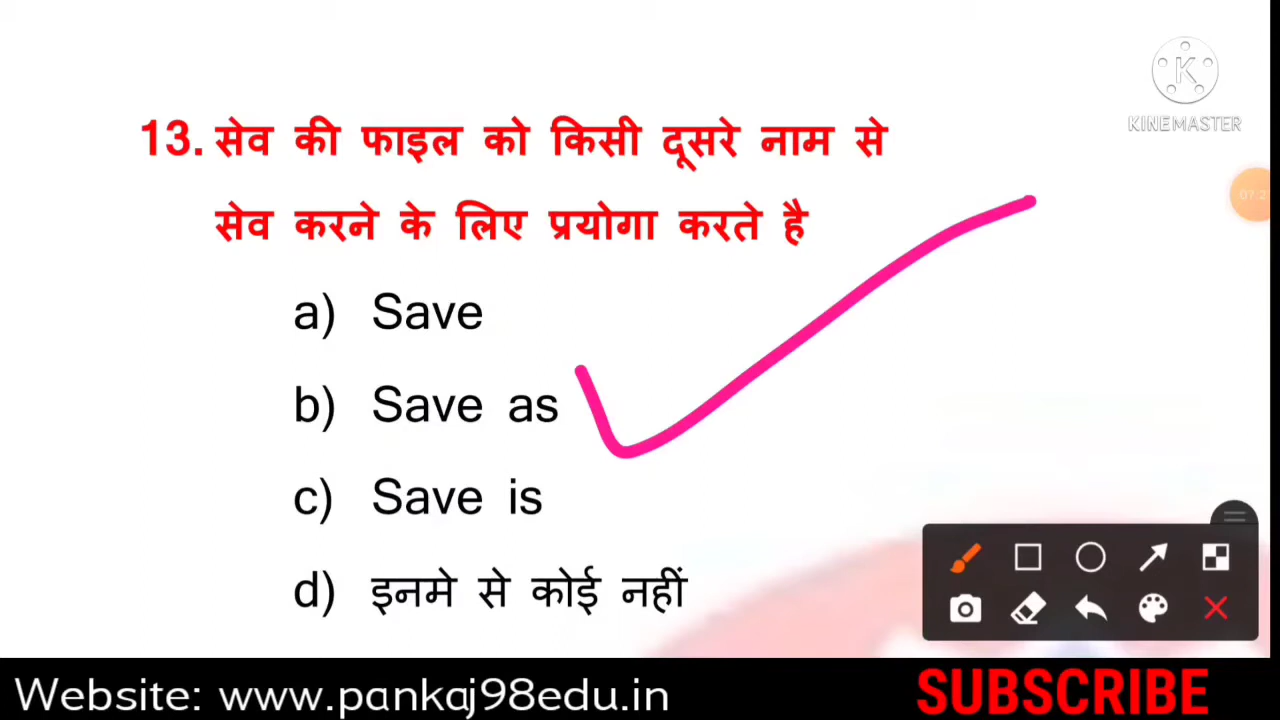 KINEMASTER
13. सेव की फाइल को किसी दूसरे नाम से
सेव करने के लिए प्रयोगा करते है
a) Save
b) Save as
c) Save is
d) इनमे से कोई नहीं
Website: www.pankaj98edu.in
SUBSCRIBE